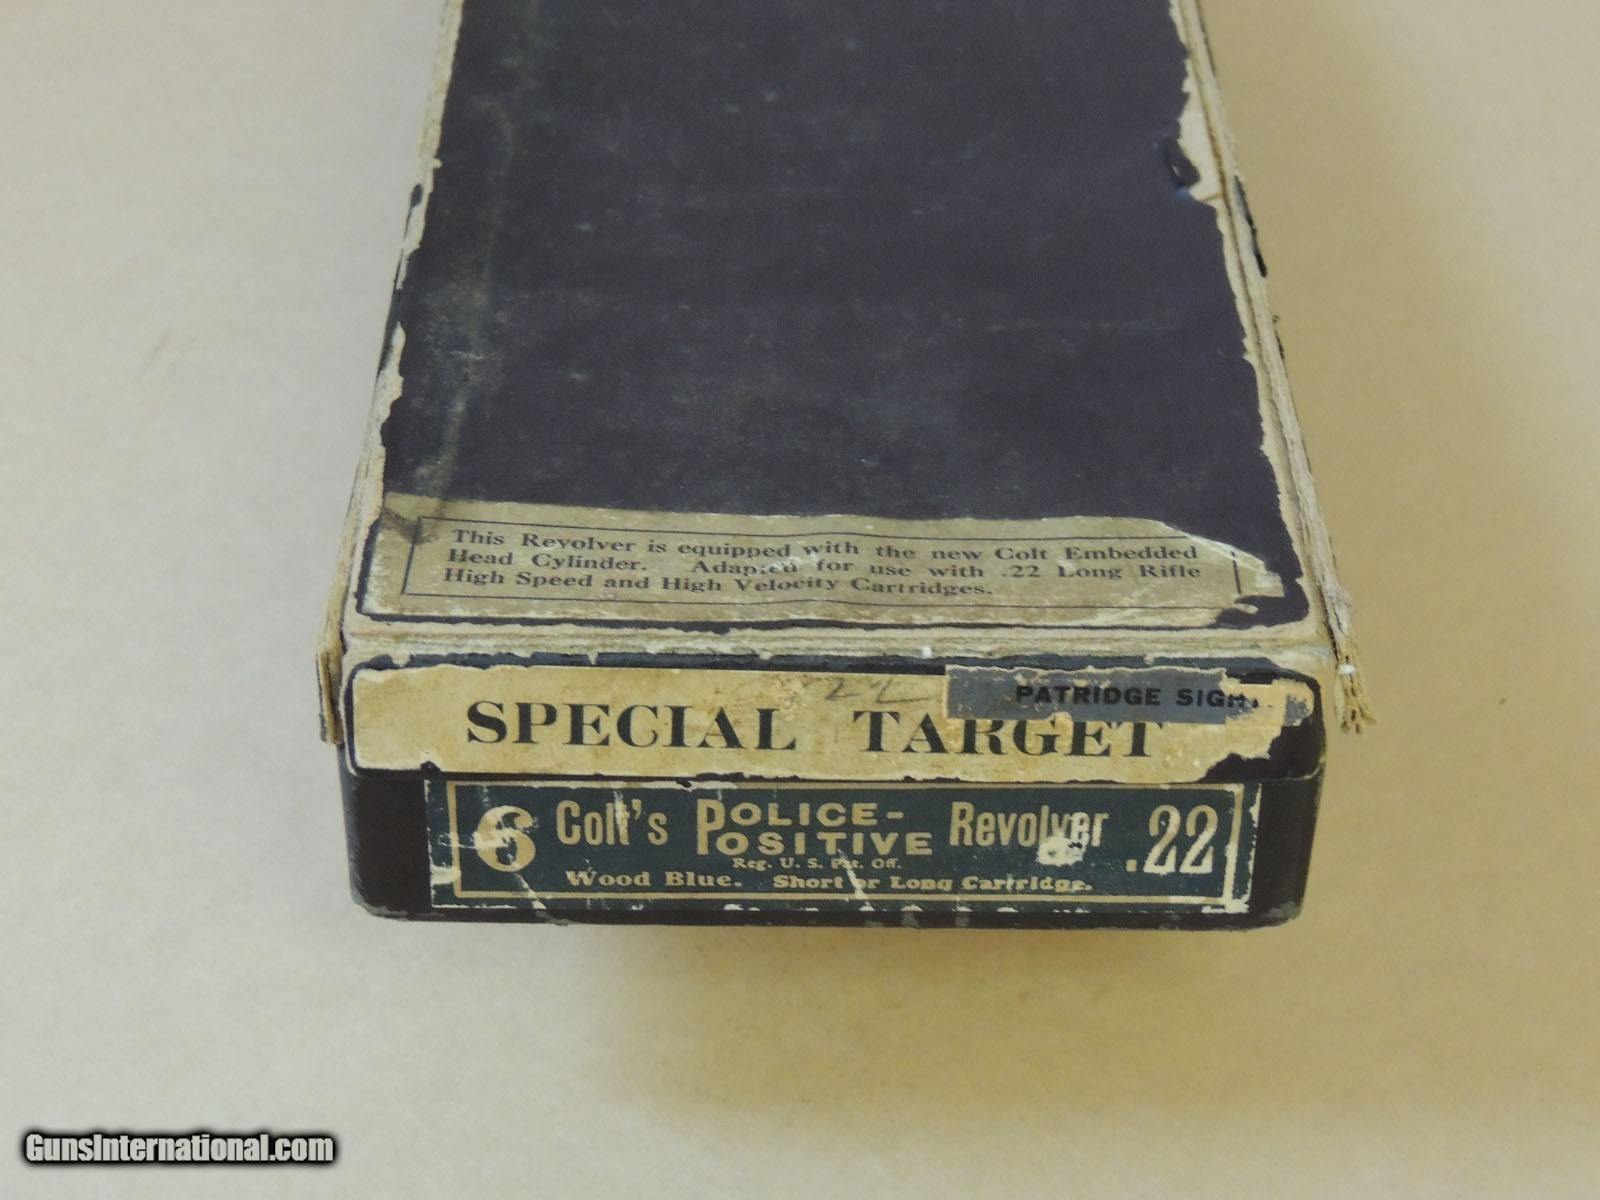 This Revolver is equipped with the new Colt Embedded
Head Cylinder. Adapted for use with .22 Long Rifle
High Speed and High Velocity Cartridges.
22
PATRIDGE SIGHT
SPECIAL TARGET
6 Colt's POLICE-POSITIVE Revolver .22
Reg. U. S. Pat. Off.
Wood Blue. Short or Long Cartridge.
GunsInternational.com